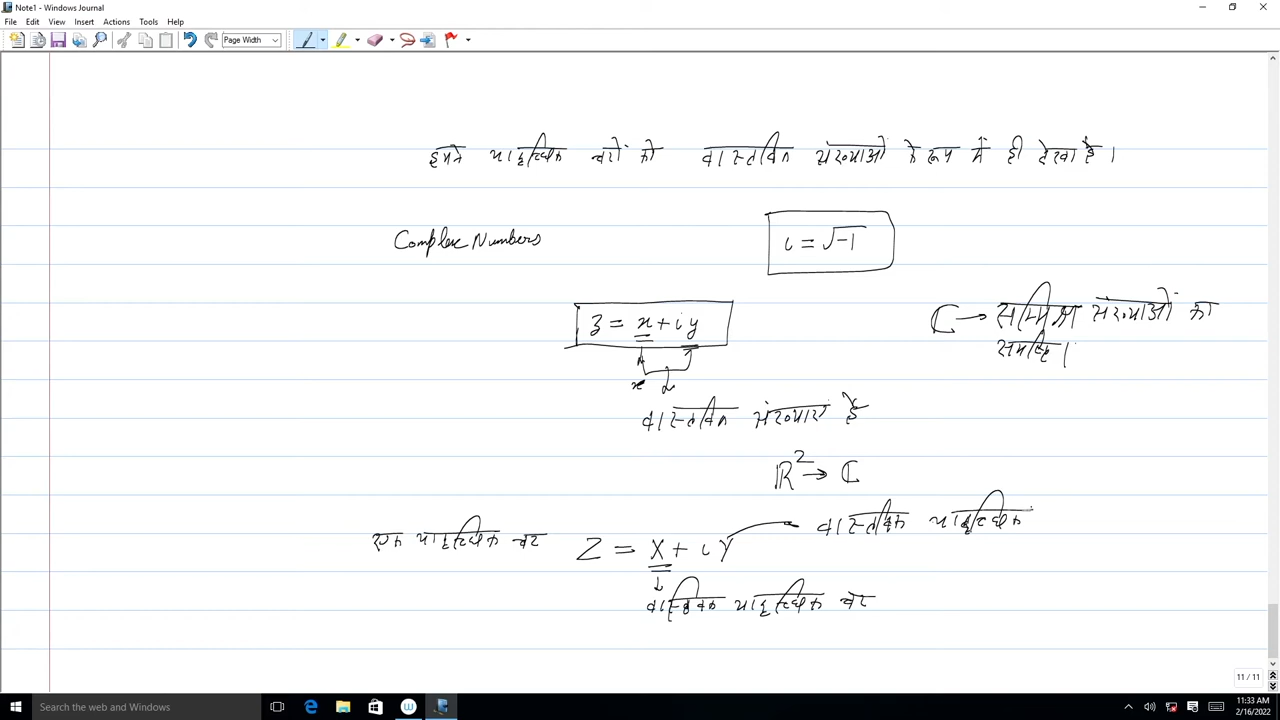 Note1 - Windows Journal
File Edit View Insert Actions Tools Help
Page Width
हमने यादृच्छिक चरों को वास्तविक संख्याओं के रूप में ही देखा है।
Complex Numbers
i = √-1
z = x + iy
ℂ → सम्मिश्र संख्याओं का
समष्टि।
वास्तविक संख्याएं हैं
ℝ² → ℂ
एक यादृच्छिक चर Z = X + iY → वास्तविक यादृच्छिक
वास्तविक यादृच्छिक चर
11 / 11
Search the web and Windows
11:33 AM
2/16/2022